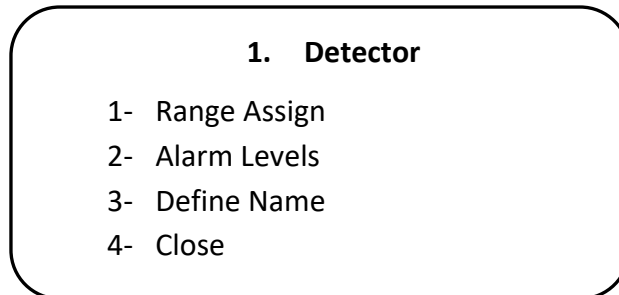 1. Detector
1- Range Assign
2- Alarm Levels
3- Define Name
4- Close